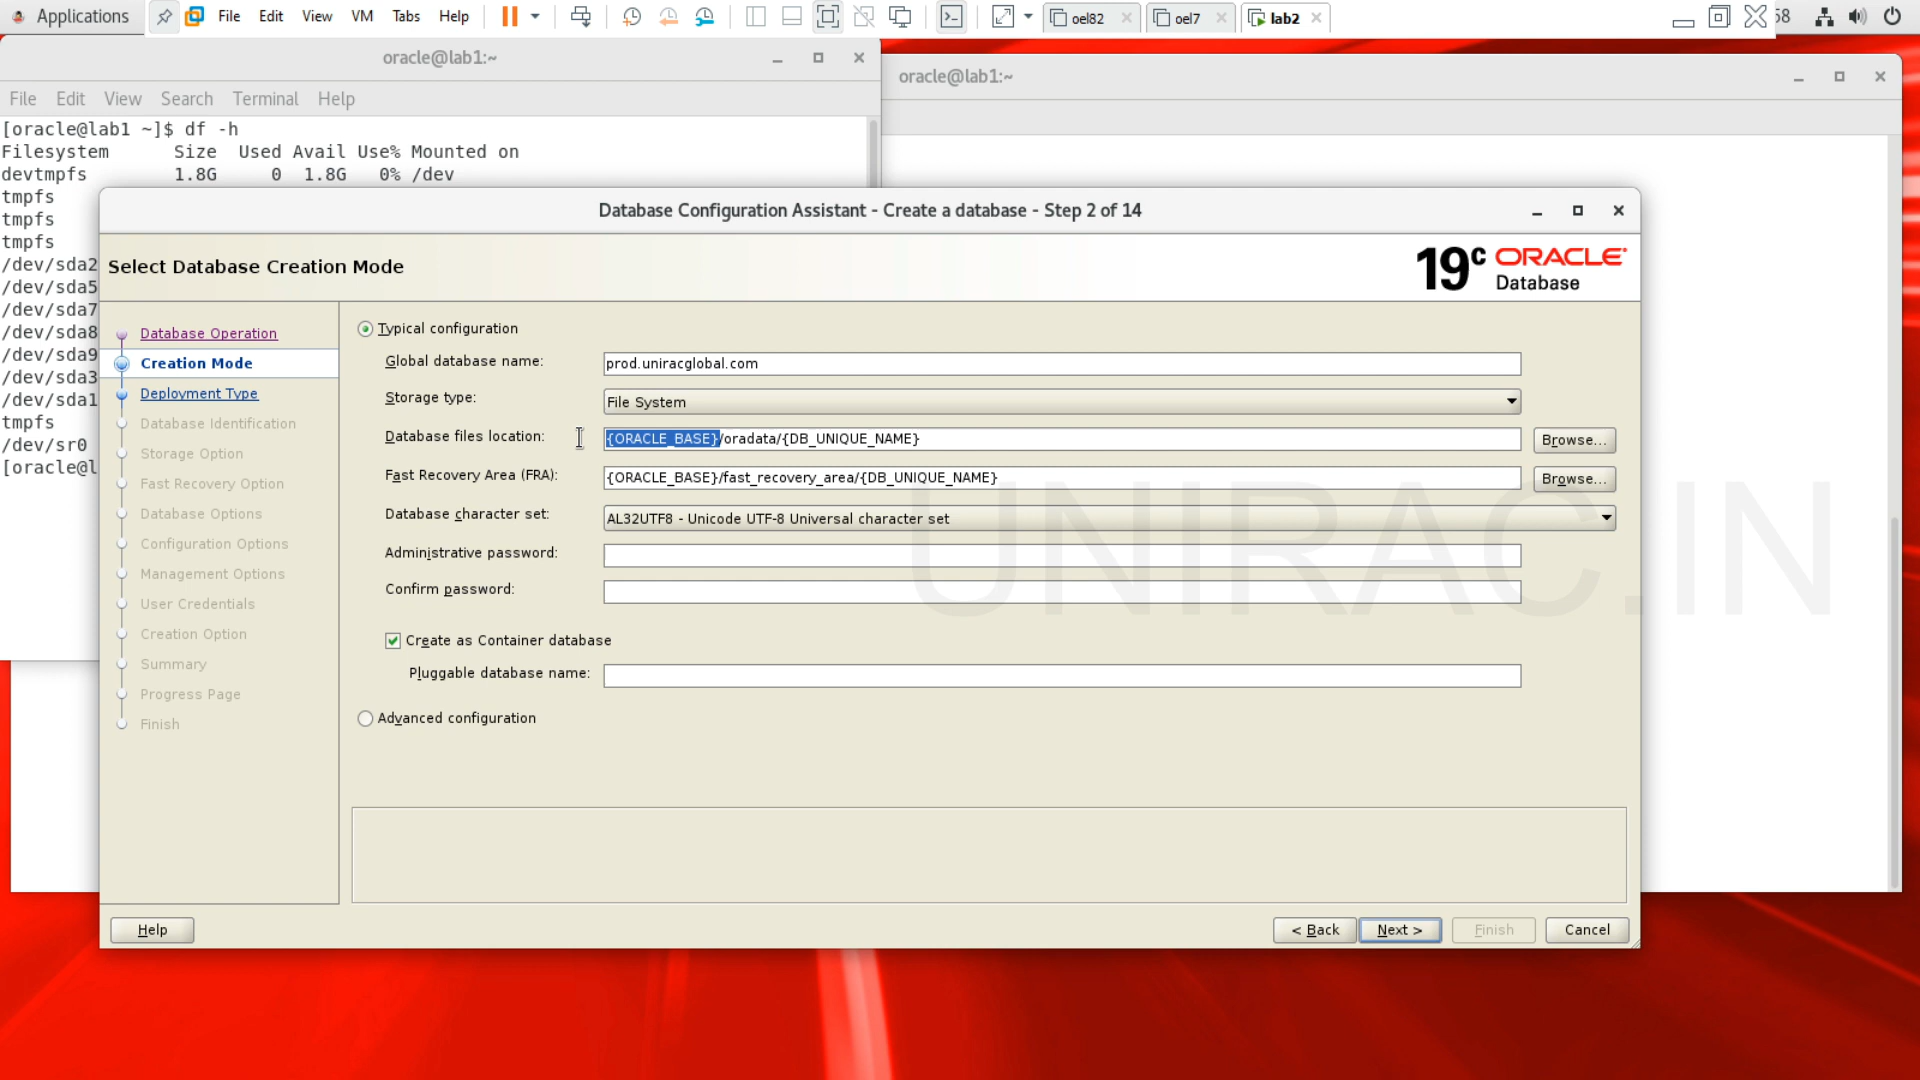 Applications File Edit View VM Tabs Help oel82 oel7 lab2 58
oracle@lab1:~
oracle@lab1:~
File Edit View Search Terminal Help
[oracle@lab1 ~]$ df -h
Filesystem Size Used Avail Use% Mounted on
devtmpfs 1.8G 0 1.8G 0% /dev
tmpfs
tmpfs
tmpfs
/dev/sda2
/dev/sda5
/dev/sda7
/dev/sda8
/dev/sda9
/dev/sda3
/dev/sda1
tmpfs
/dev/sr0
[oracle@l
Database Configuration Assistant - Create a database - Step 2 of 14
Select Database Creation Mode
19c ORACLE
Database
Database Operation
Creation Mode
Deployment Type
Database Identification
Storage Option
Fast Recovery Option
Database Options
Configuration Options
Management Options
User Credentials
Creation Option
Summary
Progress Page
Finish
Typical configuration
Global database name: prod.uniracglobal.com
Storage type: File System
Database files location: {ORACLE_BASE}/oradata/{DB_UNIQUE_NAME} Browse...
Fast Recovery Area (FRA): {ORACLE_BASE}/fast_recovery_area/{DB_UNIQUE_NAME} Browse...
Database character set: AL32UTF8 - Unicode UTF-8 Universal character set
Administrative password:
Confirm password:
Create as Container database
Pluggable database name:
Advanced configuration
UNIRAC.IN
Help < Back Next > Finish Cancel